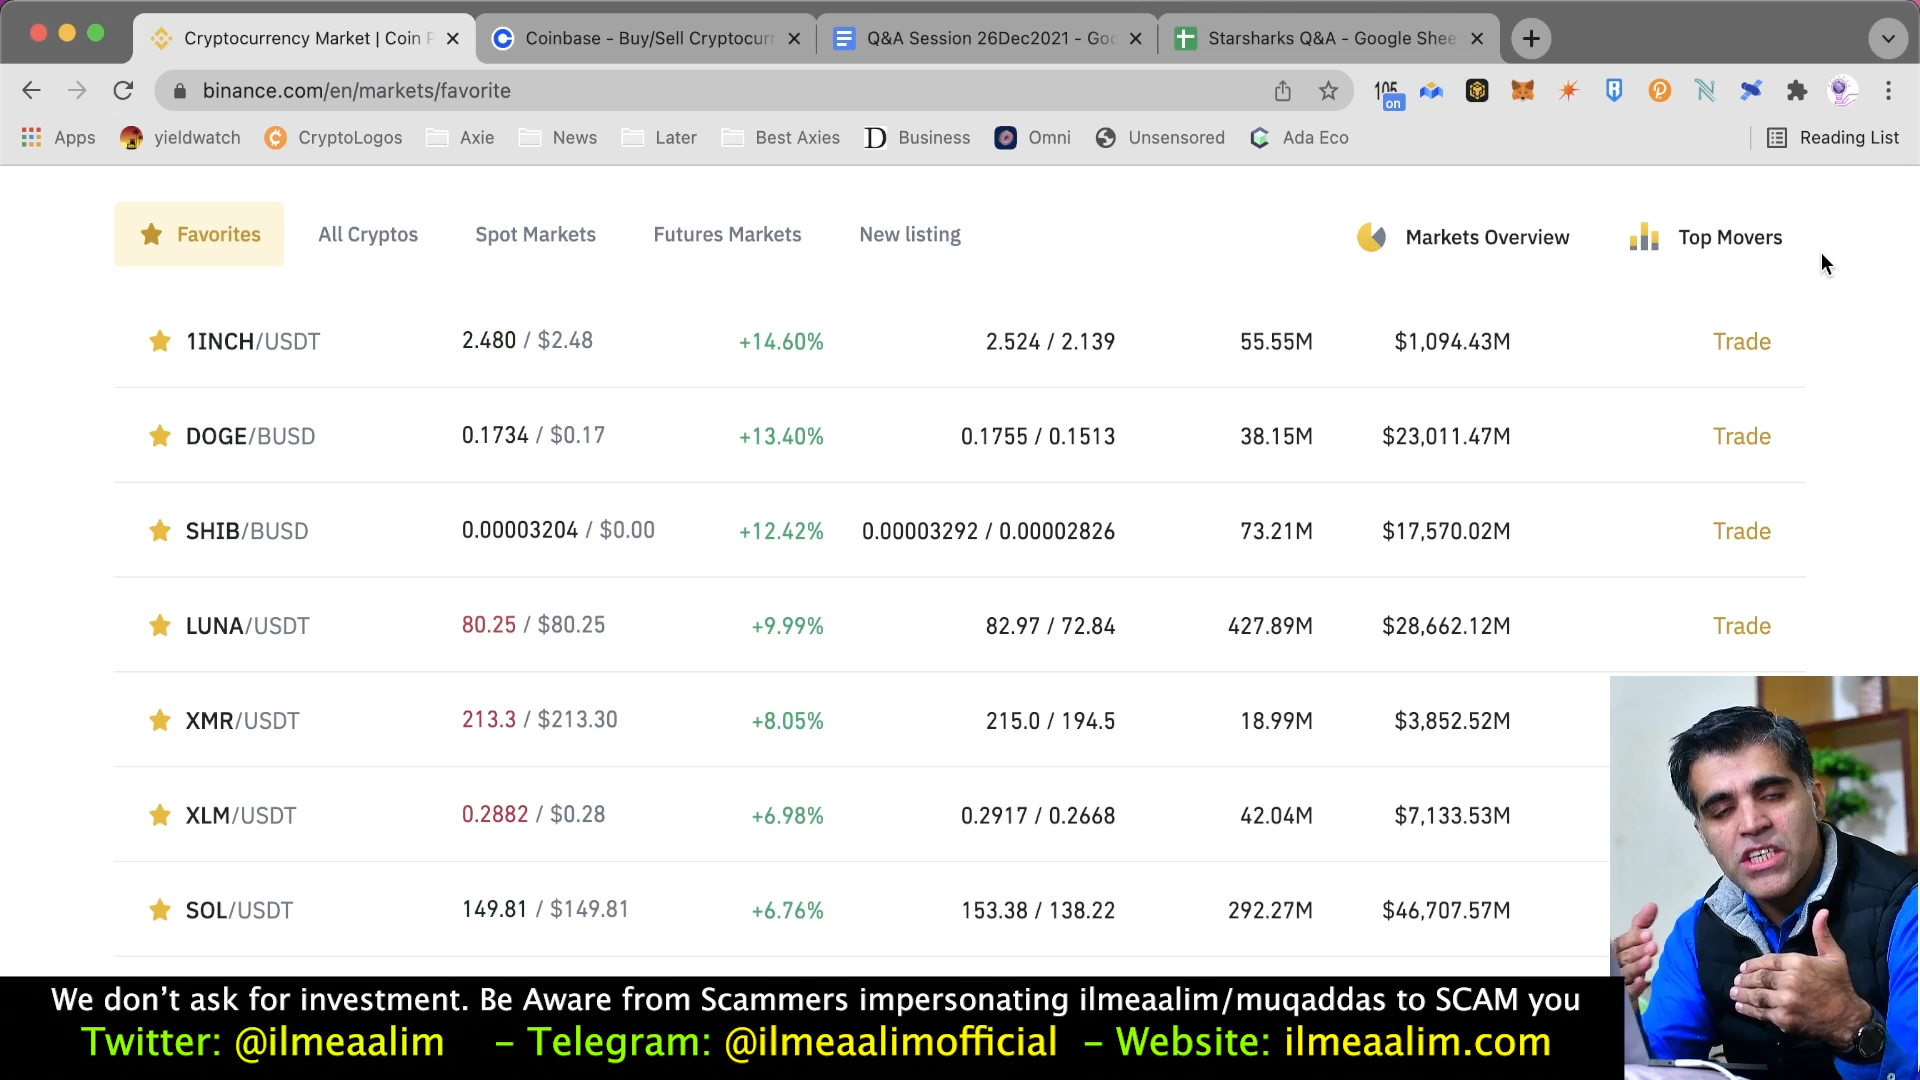 Cryptocurrency Market | Coin P
Coinbase - Buy/Sell Cryptocurr
Q&A Session 26Dec2021 - Goo
Starsharks Q&A - Google Shee
binance.com/en/markets/favorite
105
on
Apps
yieldwatch
CryptoLogos
Axie
News
Later
Best Axies
D
Business
Omni
Unsensored
Ada Eco
Reading List
Favorites
All Cryptos
Spot Markets
Futures Markets
New listing
Markets Overview
Top Movers
1INCH/USDT 2.480 / $2.48 +14.60% 2.524 / 2.139 55.55M $1,094.43M Trade
DOGE/BUSD 0.1734 / $0.17 +13.40% 0.1755 / 0.1513 38.15M $23,011.47M Trade
SHIB/BUSD 0.00003204 / $0.00 +12.42% 0.00003292 / 0.00002826 73.21M $17,570.02M Trade
LUNA/USDT 80.25 / $80.25 +9.99% 82.97 / 72.84 427.89M $28,662.12M Trade
XMR/USDT 213.3 / $213.30 +8.05% 215.0 / 194.5 18.99M $3,852.52M
XLM/USDT 0.2882 / $0.28 +6.98% 0.2917 / 0.2668 42.04M $7,133.53M
SOL/USDT 149.81 / $149.81 +6.76% 153.38 / 138.22 292.27M $46,707.57M
We don't ask for investment. Be Aware from Scammers impersonating ilmeaalim/muqaddas to SCAM you
Twitter: @ilmeaalim – Telegram: @ilmeaalimofficial – Website: ilmeaalim.com